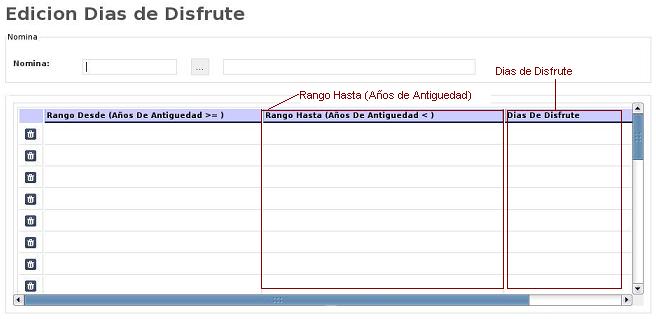 Edicion Dias de Disfrute
Nomina
Nomina:
...
Dias de Disfrute
Rango Hasta (Años de Antiguedad)
Rango Desde (Años De Antiguedad >= )
Rango Hasta (Años De Antiguedad < )
Dias De Disfrute